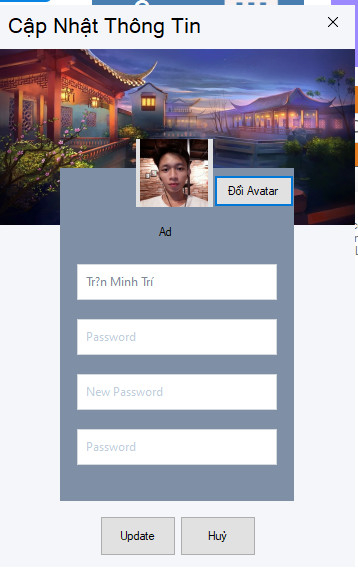 Cập Nhật Thông Tin
Đổi Avatar
Ad
Tr?n Minh Trí
Password
New Password
Password
Update
Huỷ